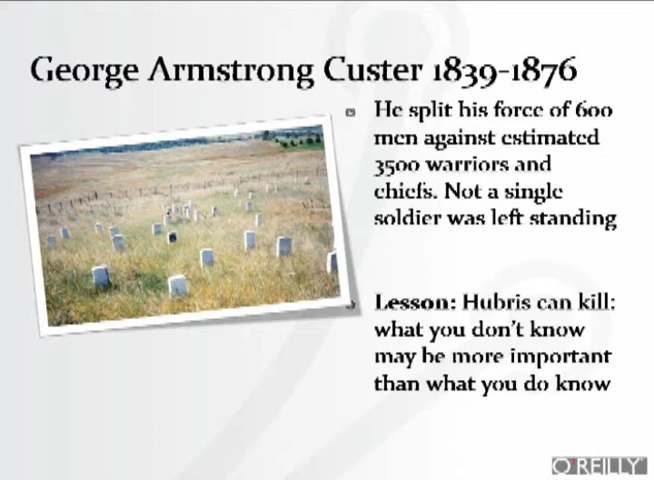 George Armstrong Custer 1839-1876
He split his force of 600
men against estimated
3500 warriors and
chiefs. Not a single
soldier was left standing
Lesson: Hubris can kill:
what you don't know
may be more important
than what you do know
O'REILLY